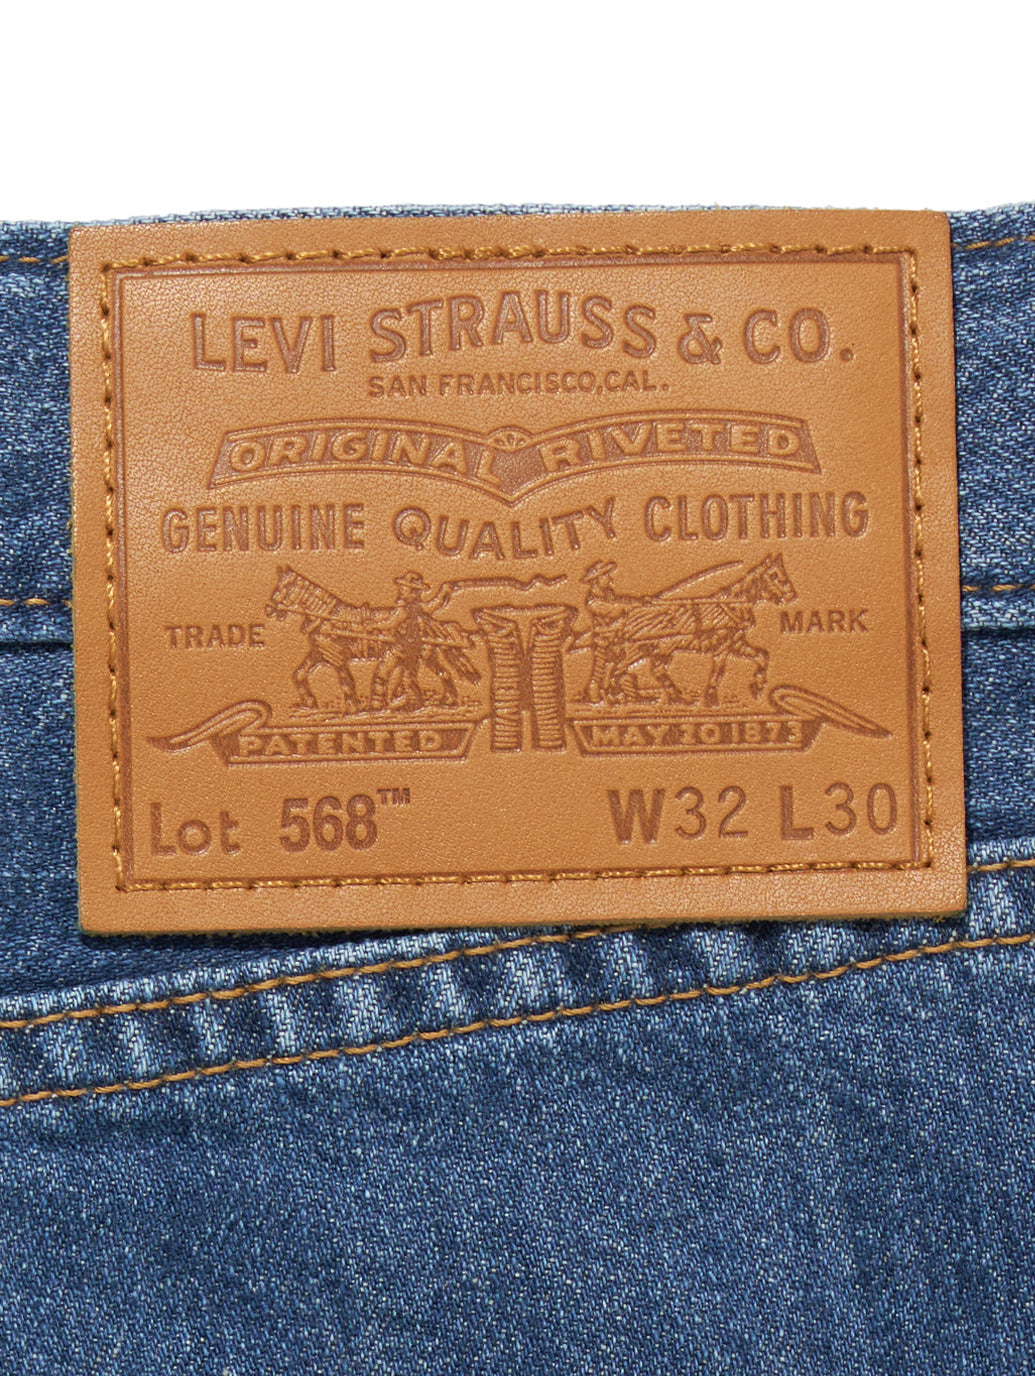 LEVI STRAUSS & CO.
SAN FRANCISCO, CAL.
ORIGINAL RIVETED
GENUINE QUALITY CLOTHING
TRADE MARK
PATENTED MAY 20 1873
Lot 568™ W32 L30